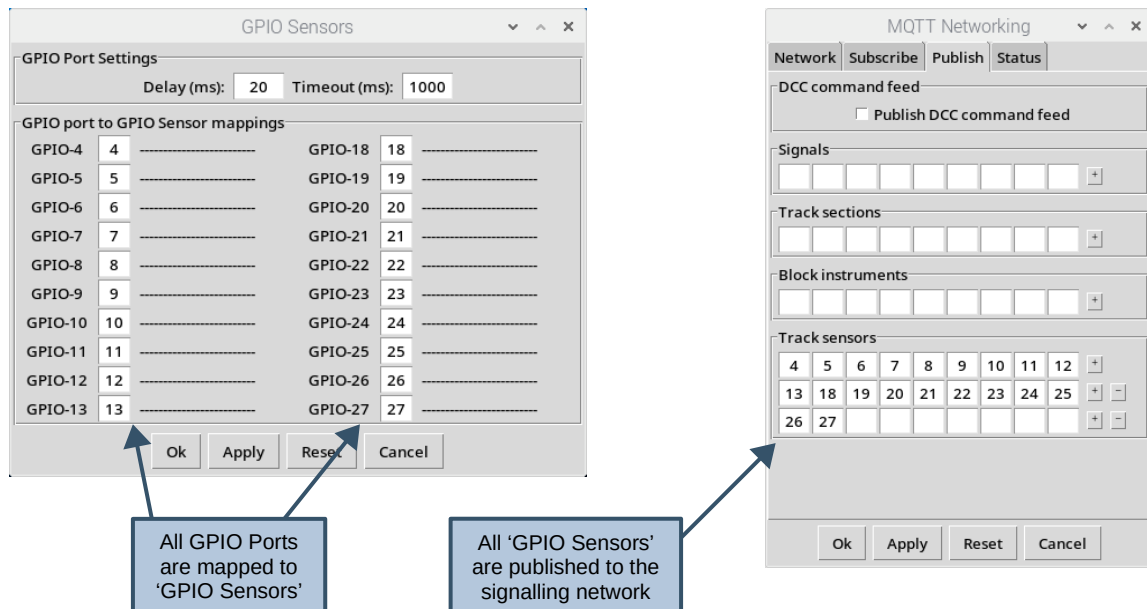 GPIO Sensors
GPIO Port Settings
Delay (ms): 20 Timeout (ms): 1000
GPIO port to GPIO Sensor mappings
GPIO-4 4 ------------------------- GPIO-18 18 -------------------------
GPIO-5 5 ------------------------- GPIO-19 19 -------------------------
GPIO-6 6 ------------------------- GPIO-20 20 -------------------------
GPIO-7 7 ------------------------- GPIO-21 21 -------------------------
GPIO-8 8 ------------------------- GPIO-22 22 -------------------------
GPIO-9 9 ------------------------- GPIO-23 23 -------------------------
GPIO-10 10 ------------------------- GPIO-24 24 -------------------------
GPIO-11 11 ------------------------- GPIO-25 25 -------------------------
GPIO-12 12 ------------------------- GPIO-26 26 -------------------------
GPIO-13 13 ------------------------- GPIO-27 27 -------------------------
Ok Apply Reset Cancel
All GPIO Ports
are mapped to
‘GPIO Sensors’
MQTT Networking
Network Subscribe Publish Status
DCC command feed
Publish DCC command feed
Signals
+
Track sections
+
Block instruments
+
Track sensors
4 5 6 7 8 9 10 11 12 +
13 18 19 20 21 22 23 24 25 + −
26 27 + −
Ok Apply Reset Cancel
All ‘GPIO Sensors’
are published to the
signalling network